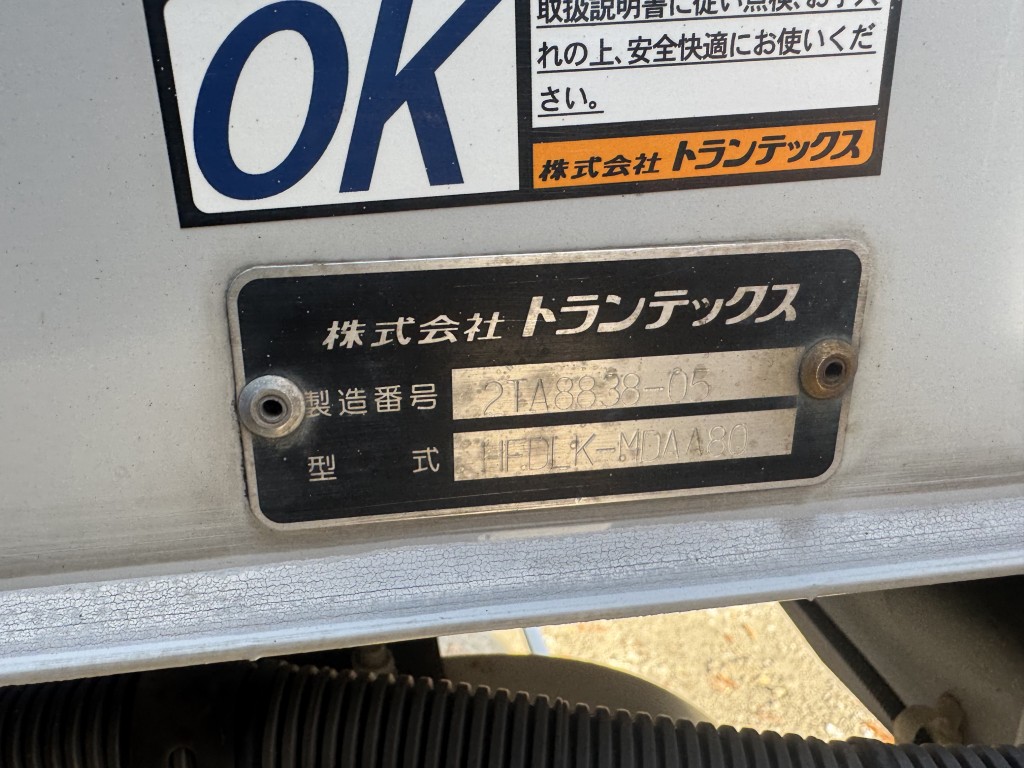 OK
取扱説明書に従い点検、お手入
れの上、安全快適にお使いくだ
さい。
株式会社 トランテックス
株式会社 トランテックス
製造番号 2TA8838-05
型式 HFDLK-MDAA80